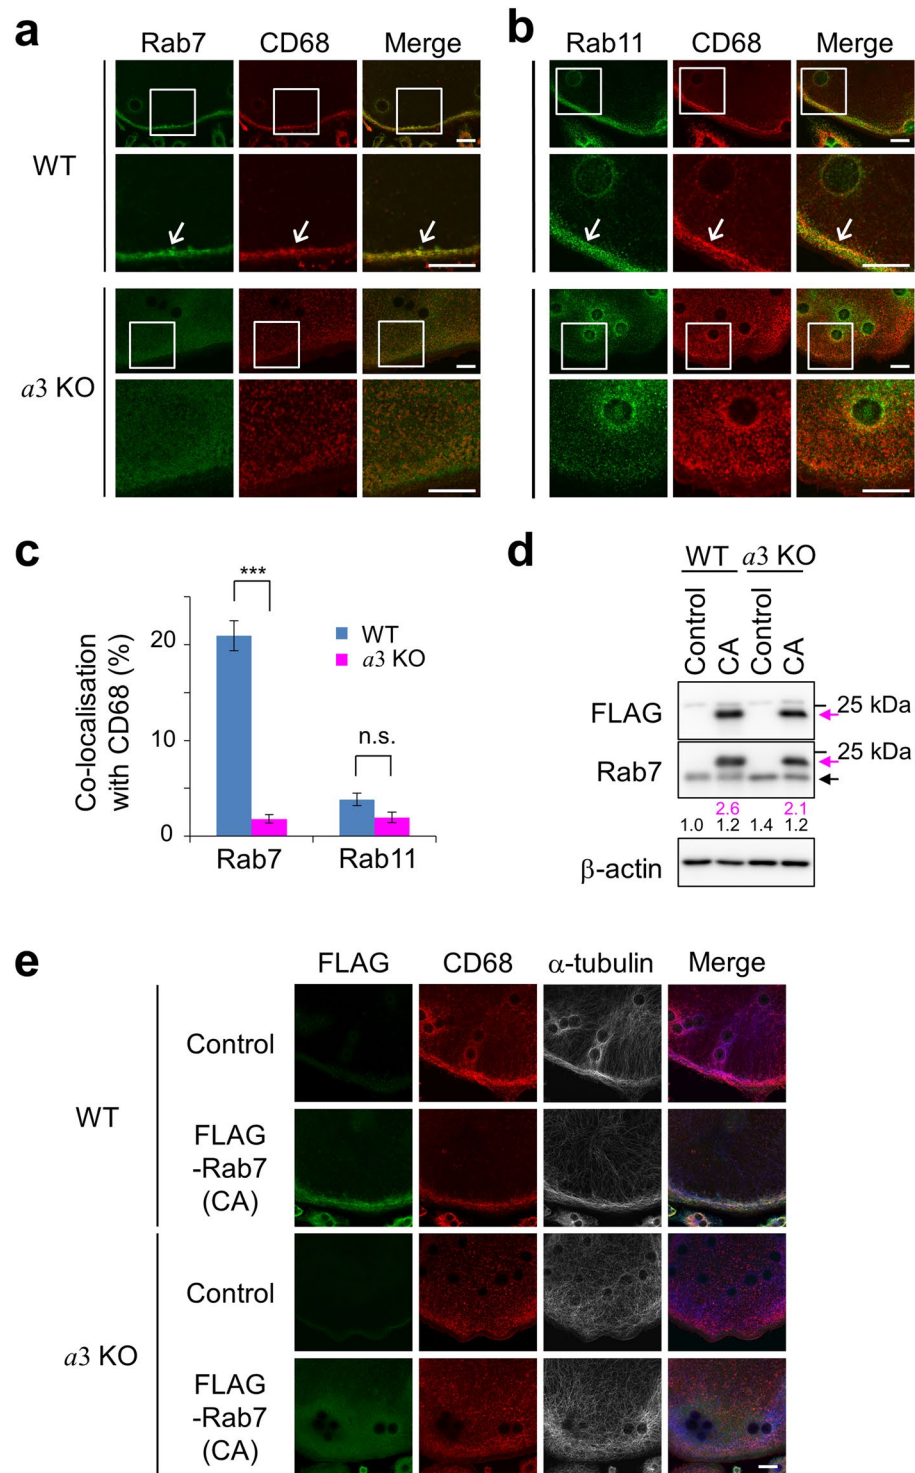 a
Rab7 CD68 Merge
WT
a3 KO
b
Rab11 CD68 Merge
c
***
20
10
0
Co-localisation
with CD68 (%)
WT
a3 KO
n.s.
Rab7 Rab11
d
WT a3 KO
Control CA Control CA
FLAG 25 kDa
25 kDa
Rab7
2.6 2.1
1.0 1.2 1.4 1.2
β-actin
e
FLAG CD68 α-tubulin Merge
WT
Control
FLAG
-Rab7
(CA)
a3 KO
Control
FLAG
-Rab7
(CA)